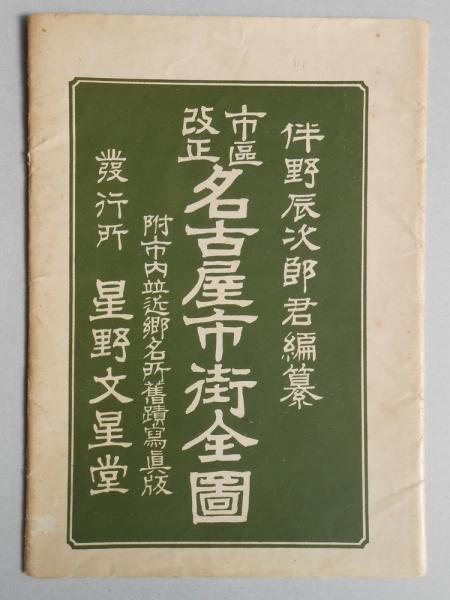 伴野辰次郎君編纂
市區改正
名古屋市街全圖
附市內並近鄉名所舊蹟寫眞版
發行所 星野文星堂